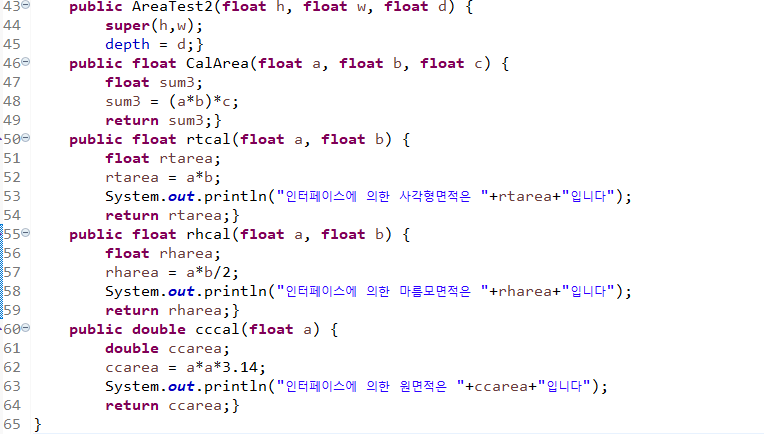 43 public AreaTest2(float h, float w, float d) {
44 super(h,w);
45 depth = d;}
46 public float CalArea(float a, float b, float c) {
47 float sum3;
48 sum3 = (a*b)*c;
49 return sum3;}
50 public float rtcal(float a, float b) {
51 float rtarea;
52 rtarea = a*b;
53 System.out.println("인터페이스에 의한 사각형면적은 "+rtarea+"입니다");
54 return rtarea;}
55 public float rhcal(float a, float b) {
56 float rharea;
57 rharea = a*b/2;
58 System.out.println("인터페이스에 의한 마름모면적은 "+rharea+"입니다");
59 return rharea;}
60 public double cccal(float a) {
61 double ccarea;
62 ccarea = a*a*3.14;
63 System.out.println("인터페이스에 의한 원면적은 "+ccarea+"입니다");
64 return ccarea;}
65 }